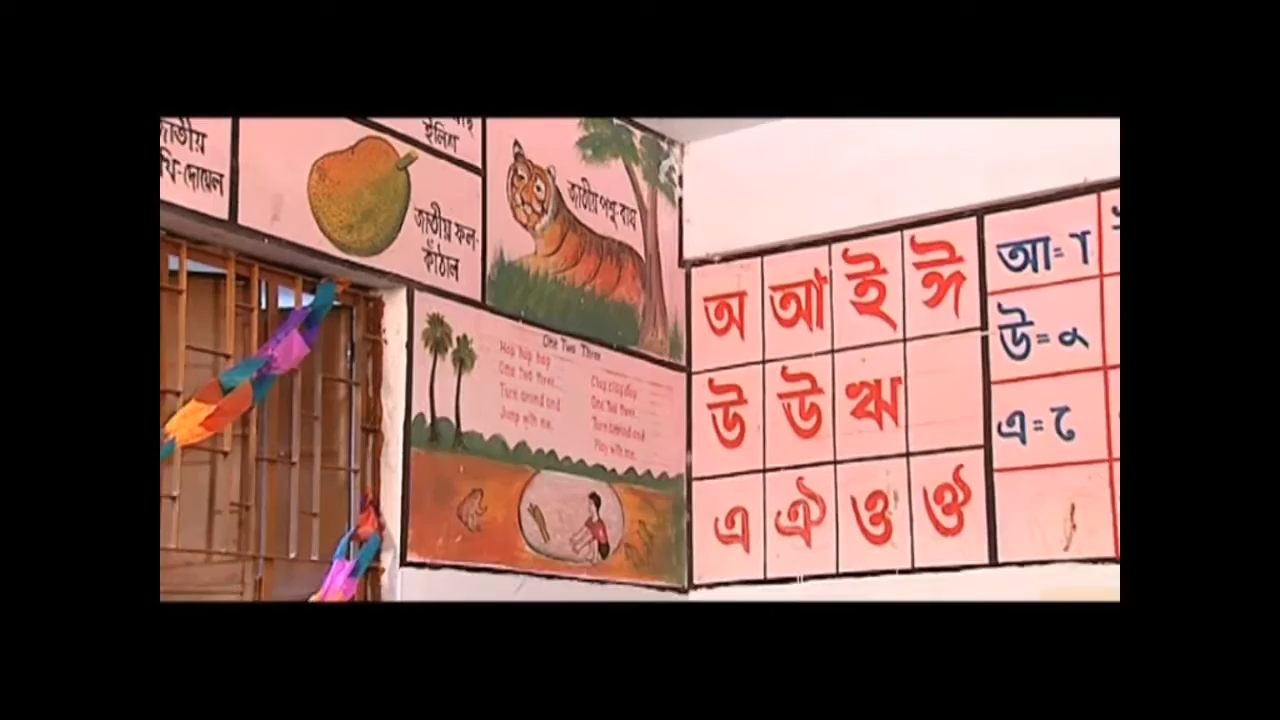 জাতীয়
খি-দোয়েল
ইলিশ
জাতীয় ফল-
কাঁঠাল
জাতীয় পশু-বাঘ
One Two Three
Hop hop hop
One two three
Turn around and
Jump with me.
Clap clap clap
One Two three
Turn around and
Play with me.
অ আ ই ঈ
উ ঊ ঋ
এ ঐ ও ঔ
আ= া
উ= ু
এ= ে